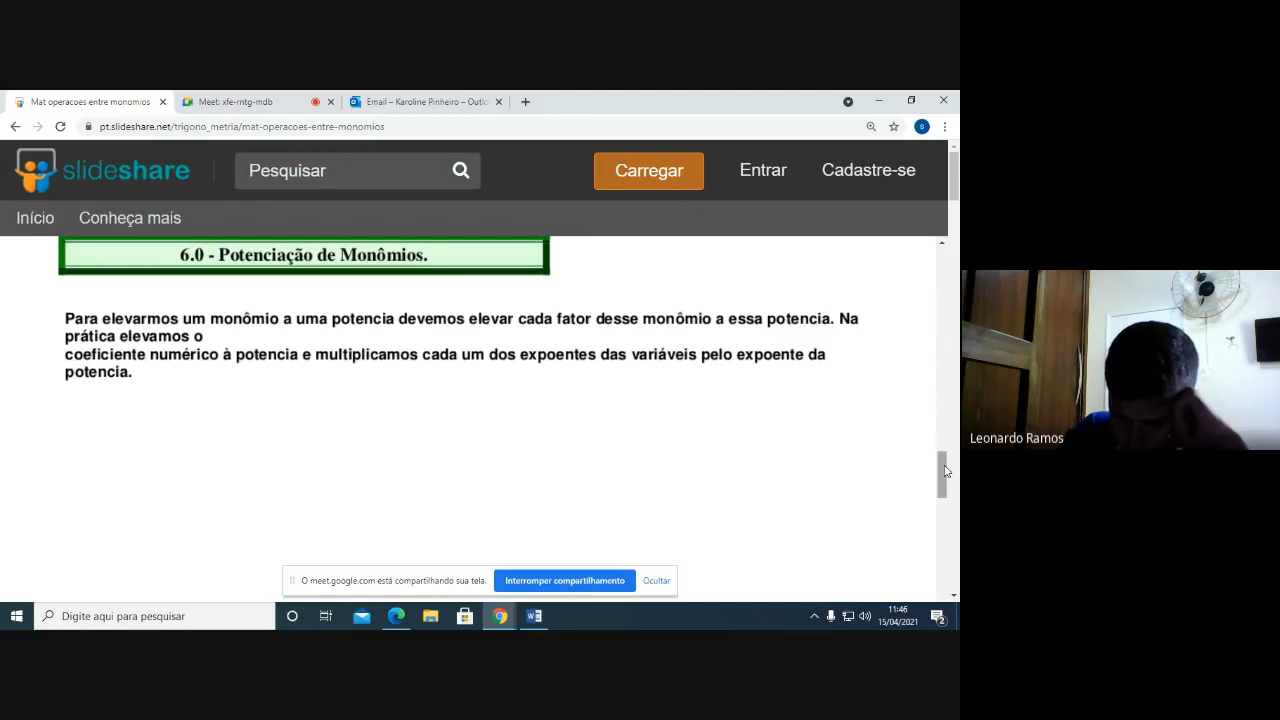 Mat operacoes entre monomios
Meet: xfe-rntg-mdb
Email – Karoline Pinheiro – Outlo
pt.slideshare.net/trigono_metria/mat-operacoes-entre-monomios
S
slideshare
Pesquisar
Carregar
Entrar
Cadastre-se
Início
Conheça mais
6.0 - Potenciação de Monômios.
Para elevarmos um monômio a uma potencia devemos elevar cada fator desse monômio a essa potencia. Na
prática elevamos o
coeficiente numérico à potencia e multiplicamos cada um dos expoentes das variáveis pelo expoente da
potencia.
Leonardo Ramos
O meet.google.com está compartilhando sua tela.
Interromper compartilhamento
Ocultar
Digite aqui para pesquisar
11:46
15/04/2021
2